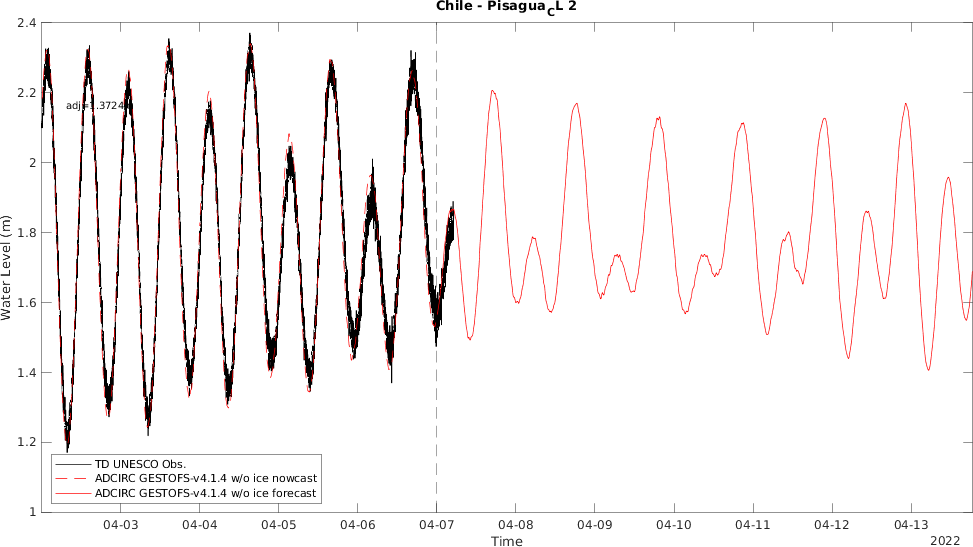 Chile - Pisagua_CL 2
2.4
2.2
2
1.8
1.6
1.4
1.2
1
Water Level (m)
adj=1.3724
TD UNESCO Obs.
ADCIRC GESTOFS-v4.1.4 w/o ice nowcast
ADCIRC GESTOFS-v4.1.4 w/o ice forecast
04-03 04-04 04-05 04-06 04-07 04-08 04-09 04-10 04-11 04-12 04-13
Time
2022